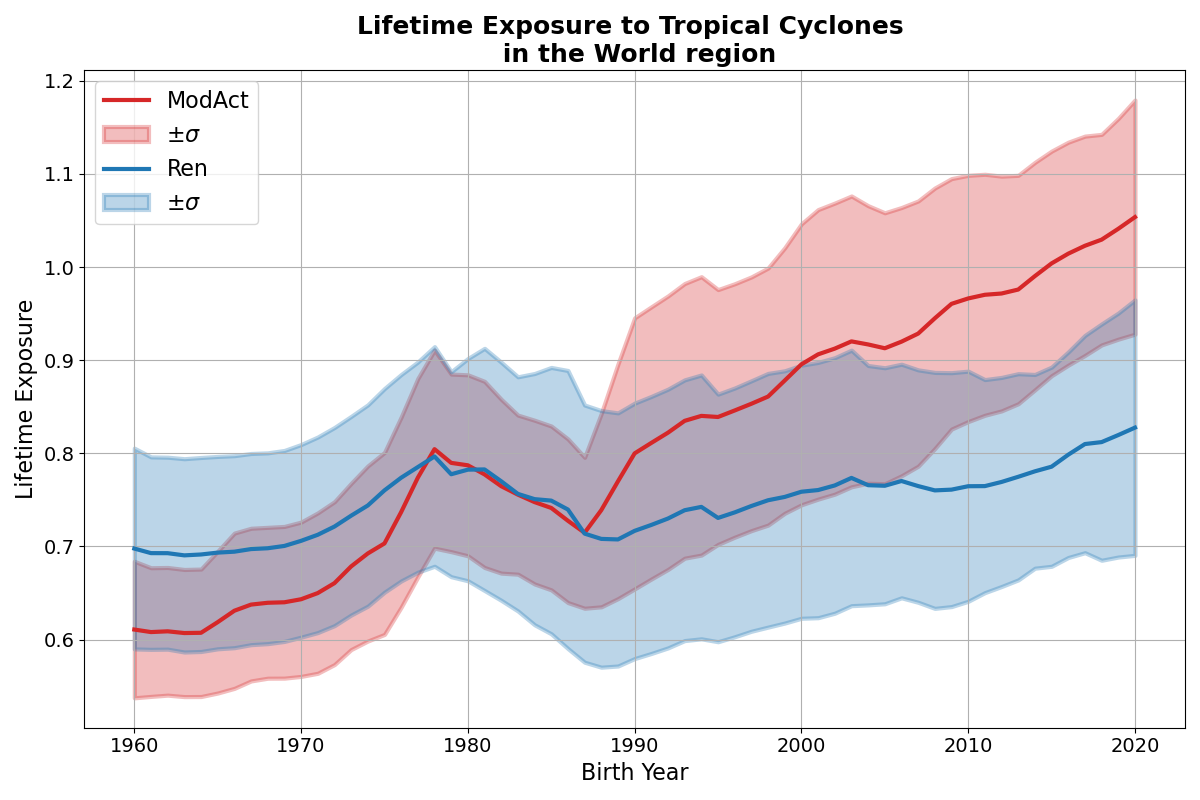 Lifetime Exposure to Tropical Cyclones
in the World region
1.2
1.1
1.0
0.9
0.8
0.7
0.6
Lifetime Exposure
ModAct
±σ
Ren
±σ
1960
1970
1980
1990
2000
2010
2020
Birth Year